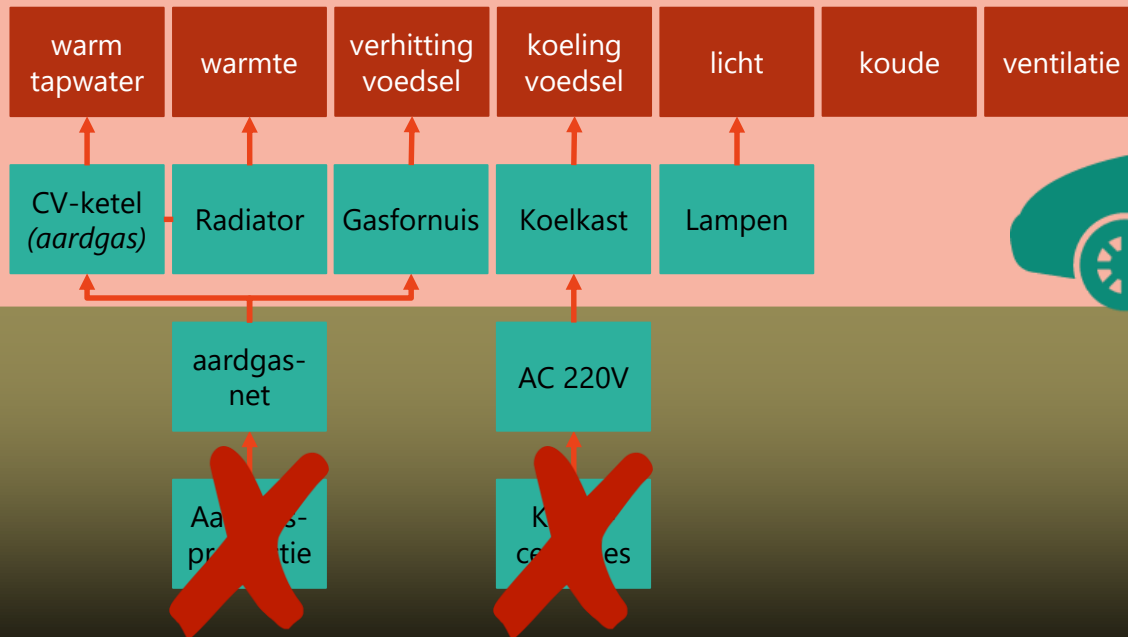 warm
tapwater
warmte
verhitting
voedsel
koeling
voedsel
licht
koude
ventilatie
CV-ketel
(aardgas)
Radiator
Gasfornuis
Koelkast
Lampen
aardgas-
net
AC 220V